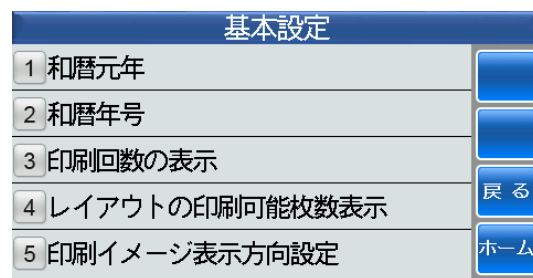 基本設定
1 和暦元年
2 和暦年号
3 印刷回数の表示
4 レイアウトの印刷可能枚数表示
5 印刷イメージ表示方向設定
戻る
ホーム